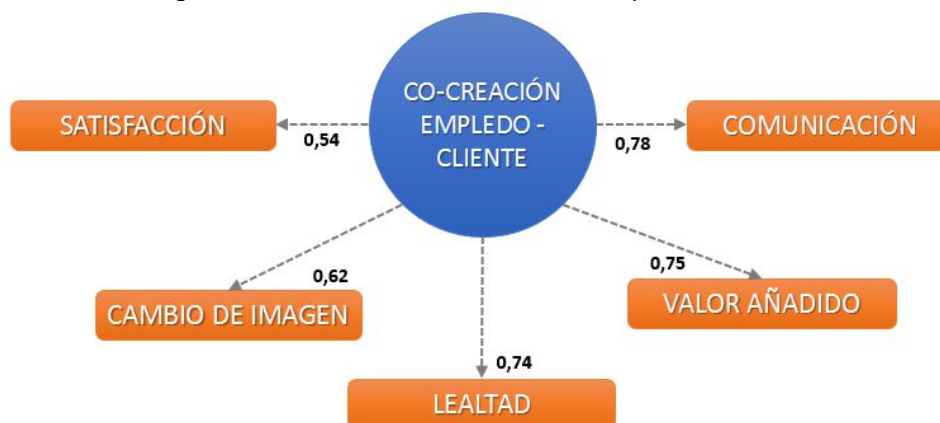 CO-CREACIÓN
EMPLEDO -
CLIENTE
SATISFACCIÓN
0,54
COMUNICACIÓN
0,78
CAMBIO DE IMAGEN
0,62
VALOR AÑADIDO
0,75
LEALTAD
0,74